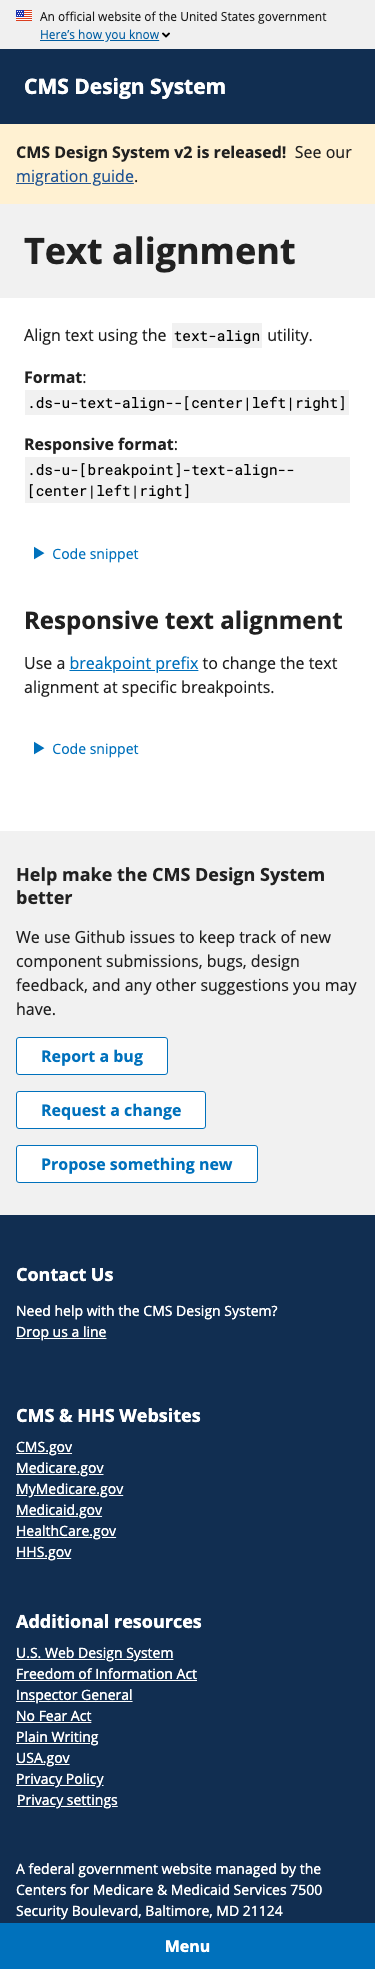 An official website of the United States government
Here's how you know
CMS Design System
CMS Design System v2 is released! See our
migration guide.
Text alignment
Align text using the text-align utility.
Format:
.ds-u-text-align--[center|left|right]
Responsive format:
.ds-u-[breakpoint]-text-align--
[center|left|right]
Code snippet
Responsive text alignment
Use a breakpoint prefix to change the text
alignment at specific breakpoints.
Code snippet
Help make the CMS Design System
better
We use Github issues to keep track of new
component submissions, bugs, design
feedback, and any other suggestions you may
have.
Report a bug
Request a change
Propose something new
Contact Us
Need help with the CMS Design System?
Drop us a line
CMS & HHS Websites
CMS.gov
Medicare.gov
MyMedicare.gov
Medicaid.gov
HealthCare.gov
HHS.gov
Additional resources
U.S. Web Design System
Freedom of Information Act
Inspector General
No Fear Act
Plain Writing
USA.gov
Privacy Policy
Privacy settings
A federal government website managed by the
Centers for Medicare & Medicaid Services 7500
Security Boulevard, Baltimore, MD 21124
Menu